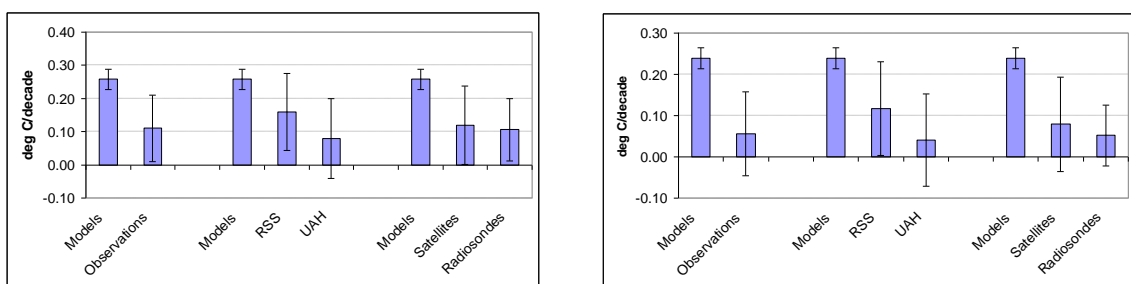 deg C/decade
0.40
0.30
0.20
0.10
0.00
-0.10
Models
Observations
Models
RSS
UAH
Models
Satellites
Radiosondes
deg C/decade
0.30
0.20
0.10
0.00
-0.10
Models
Observations
Models
RSS
UAH
Models
Satellites
Radiosondes